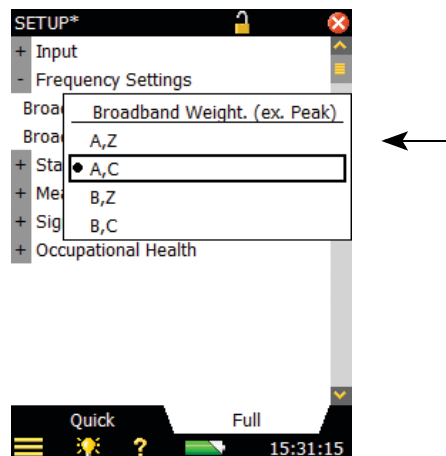 SETUP*
+ Input
- Frequency Settings
Broa
Broadband Weight. (ex. Peak)
Broa
A,Z
+ Sta
A,C
+ Mea
B,Z
+ Sig
B,C
+ Occupational Health
Quick Full
? 15:31:15